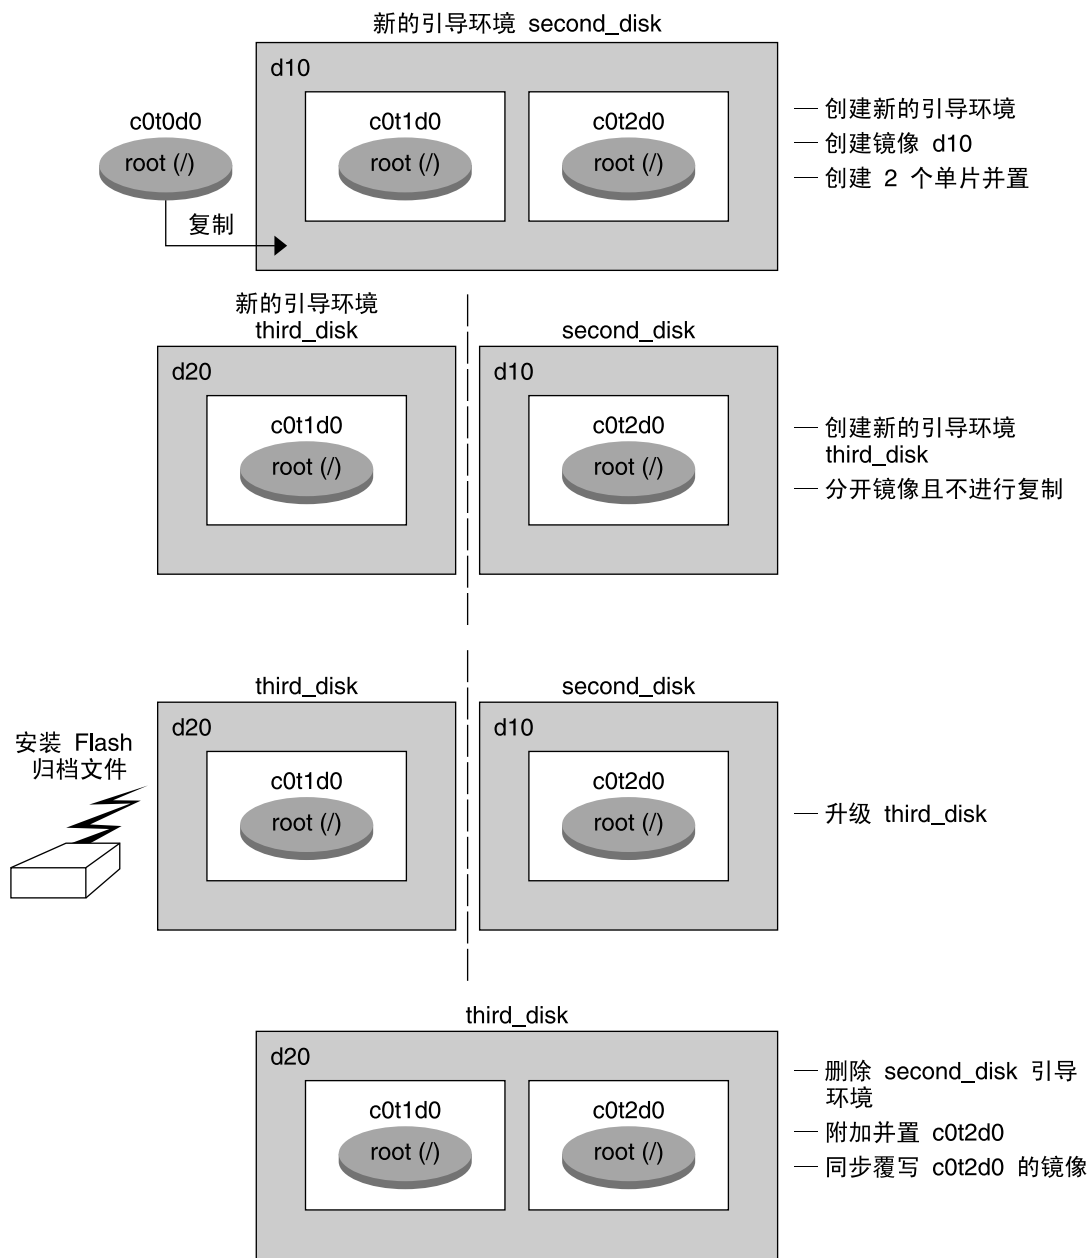 新的引导环境 second_disk
d10
c0t0d0
root (/)
复制
c0t1d0
root (/)
c0t2d0
root (/)
— 创建新的引导环境
— 创建镜像 d10
— 创建 2 个单片并置
新的引导环境
third_disk
d20
c0t1d0
root (/)
second_disk
d10
c0t2d0
root (/)
— 创建新的引导环境
third_disk
— 分开镜像且不进行复制
安装 Flash
归档文件
third_disk
d20
c0t1d0
root (/)
second_disk
d10
c0t2d0
root (/)
— 升级 third_disk
third_disk
d20
c0t1d0
root (/)
c0t2d0
root (/)
— 删除 second_disk 引导
环境
— 附加并置 c0t2d0
— 同步覆写 c0t2d0 的镜像